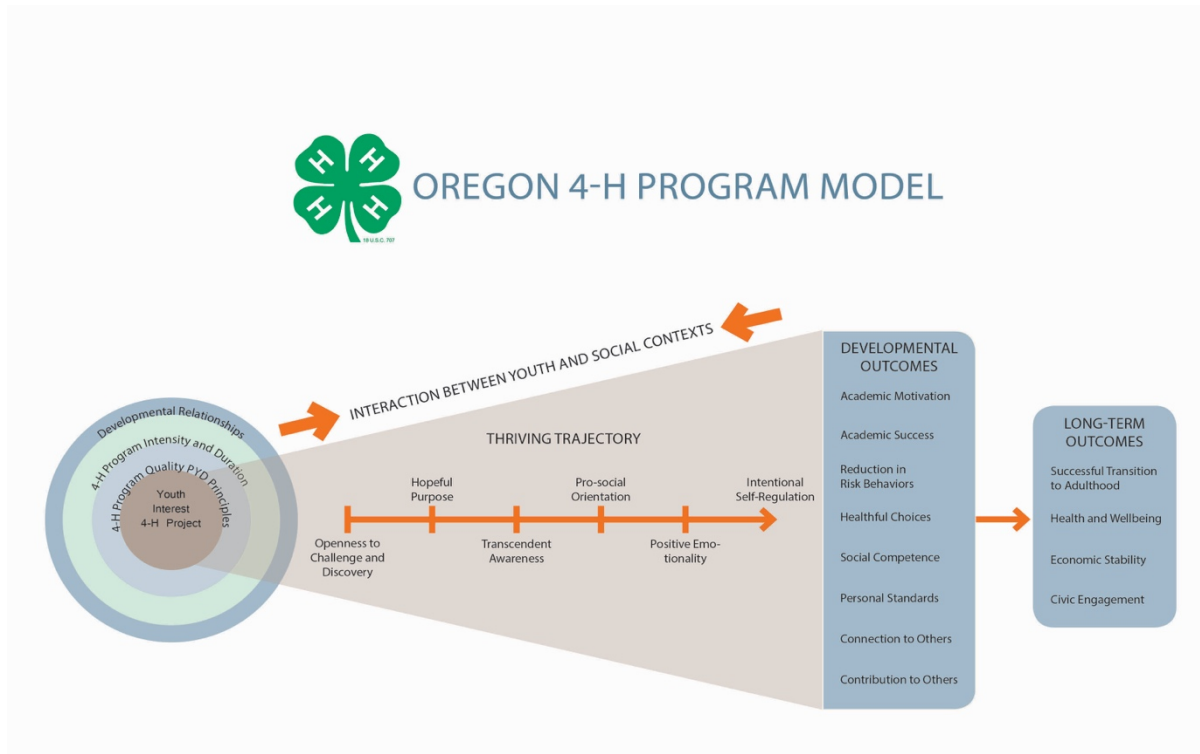 H H
H H
18 U.S.C. 707
OREGON 4-H PROGRAM MODEL
INTERACTION BETWEEN YOUTH AND SOCIAL CONTEXTS
Developmental Relationships
4-H Program Intensity and Duration
4-H Program Quality PYD Principles
Youth
Interest
4-H Project
THRIVING TRAJECTORY
Openness to
Challenge and
Discovery
Hopeful
Purpose
Transcendent
Awareness
Pro-social
Orientation
Positive Emo-
tionality
Intentional
Self-Regulation
DEVELOPMENTAL
OUTCOMES
Academic Motivation
Academic Success
Reduction in
Risk Behaviors
Healthful Choices
Social Competence
Personal Standards
Connection to Others
Contribution to Others
LONG-TERM
OUTCOMES
Successful Transition
to Adulthood
Health and Wellbeing
Economic Stability
Civic Engagement